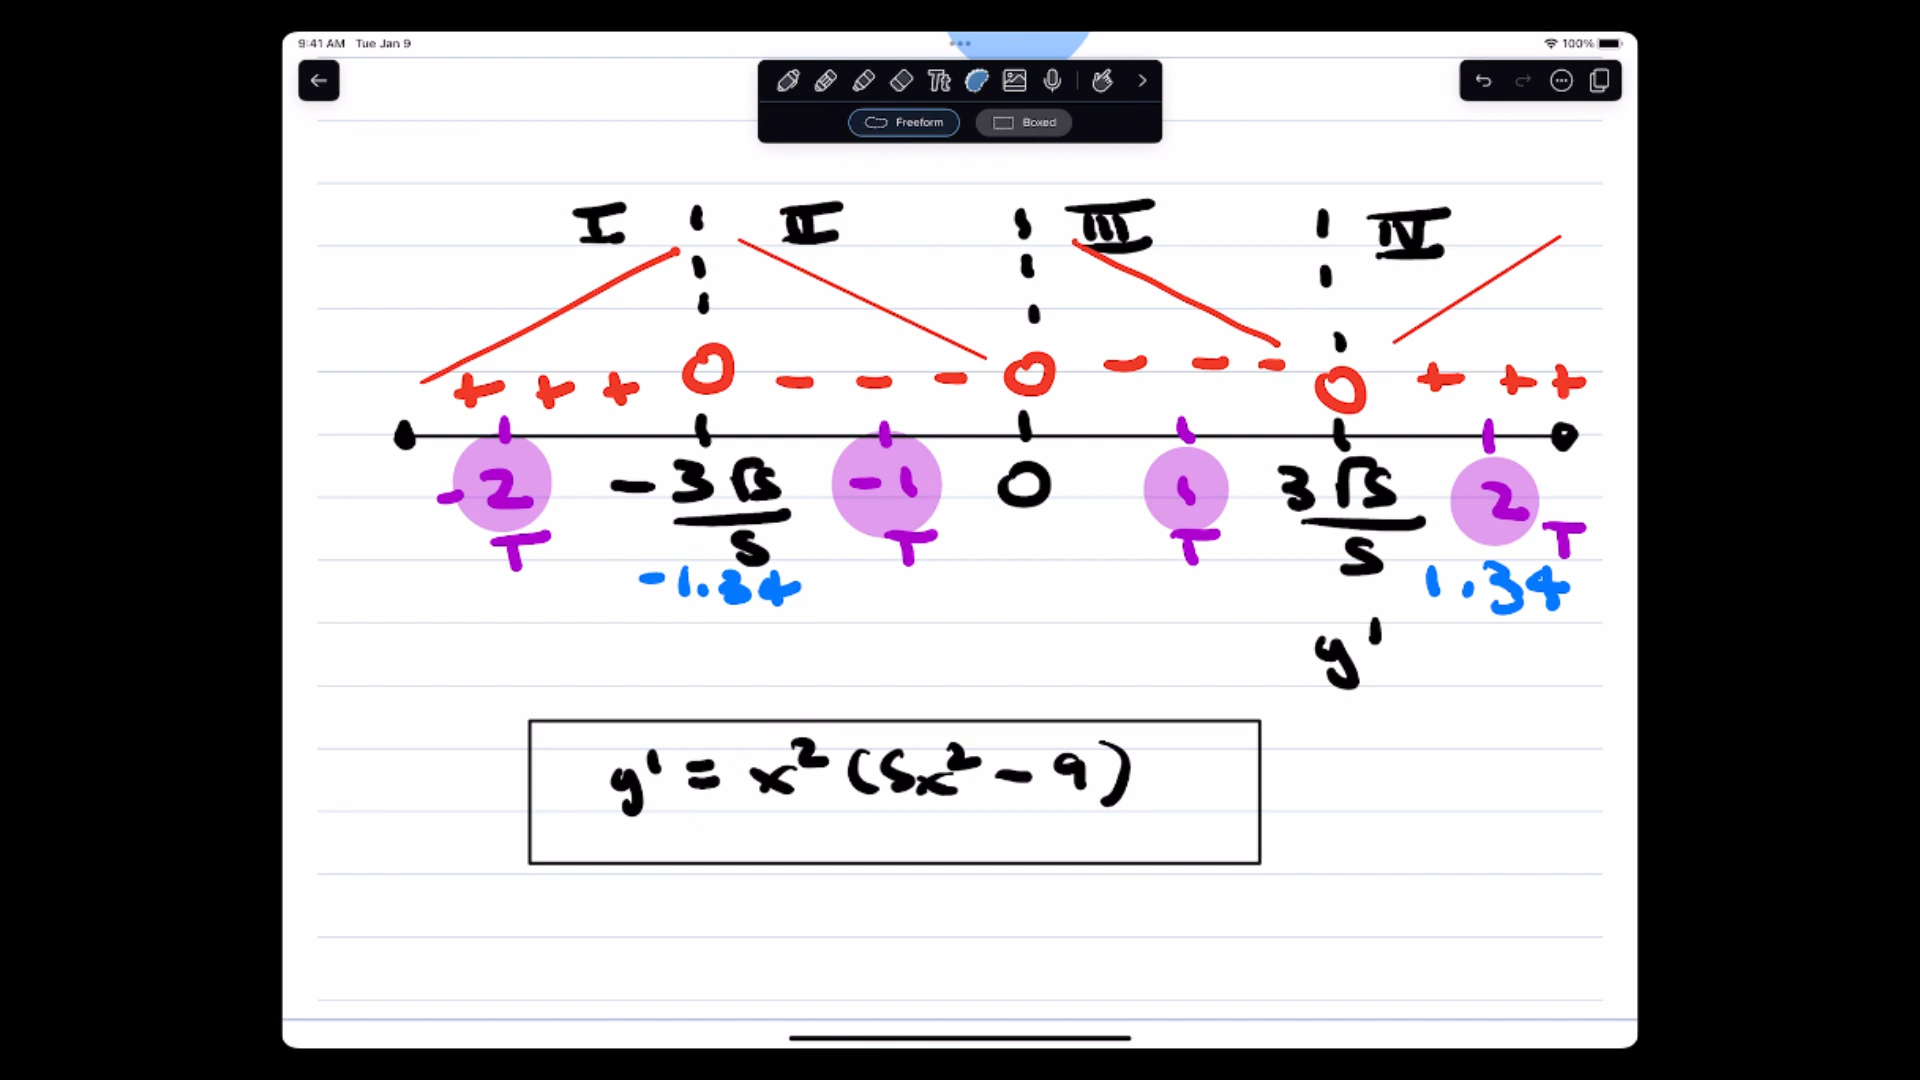 9:41 AM Tue Jan 9
100%
Tt
Freeform Boxed
I II III IV
+ + + 0 - - - 0 - - - 0 + + +
-2 -3√5/5 -1 0 1 3√5/5 2
T T T T
-1.34 1.34
y'
y' = x² (5x² - 9)